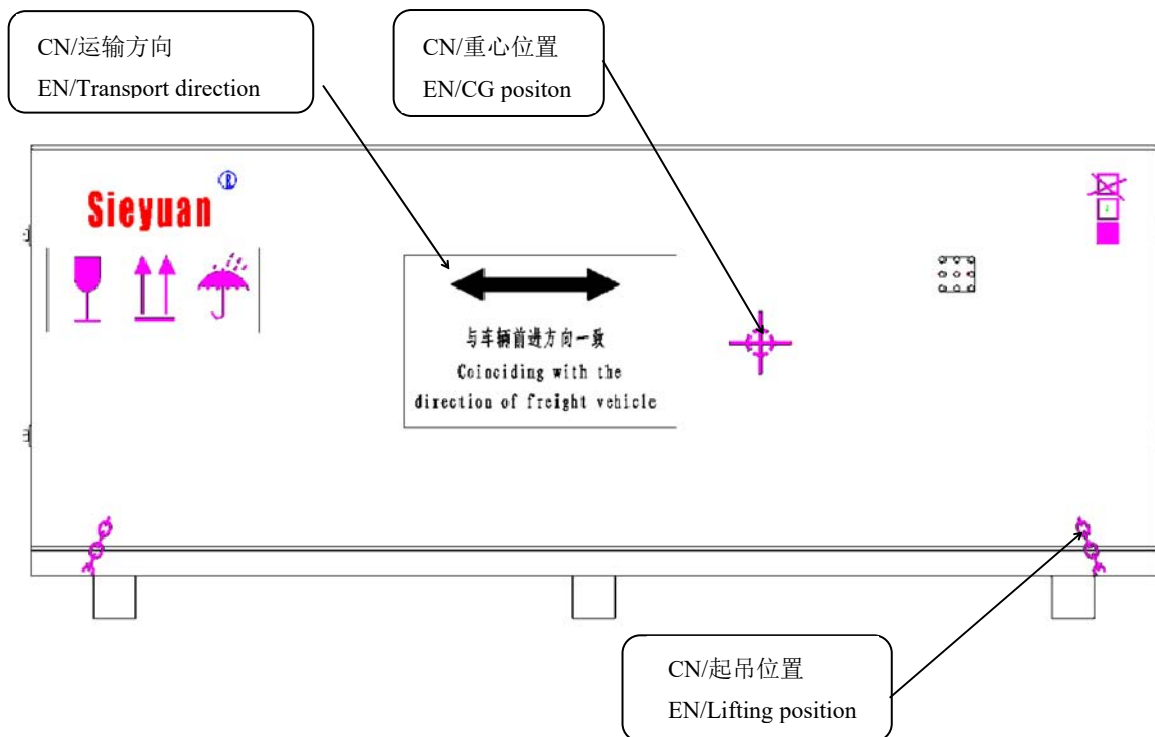 CN/运输方向
EN/Transport direction
CN/重心位置
EN/CG positon
Sieyuan®
与车辆前进方向一致
Coinciding with the
direction of freight vehicle
CN/起吊位置
EN/Lifting position